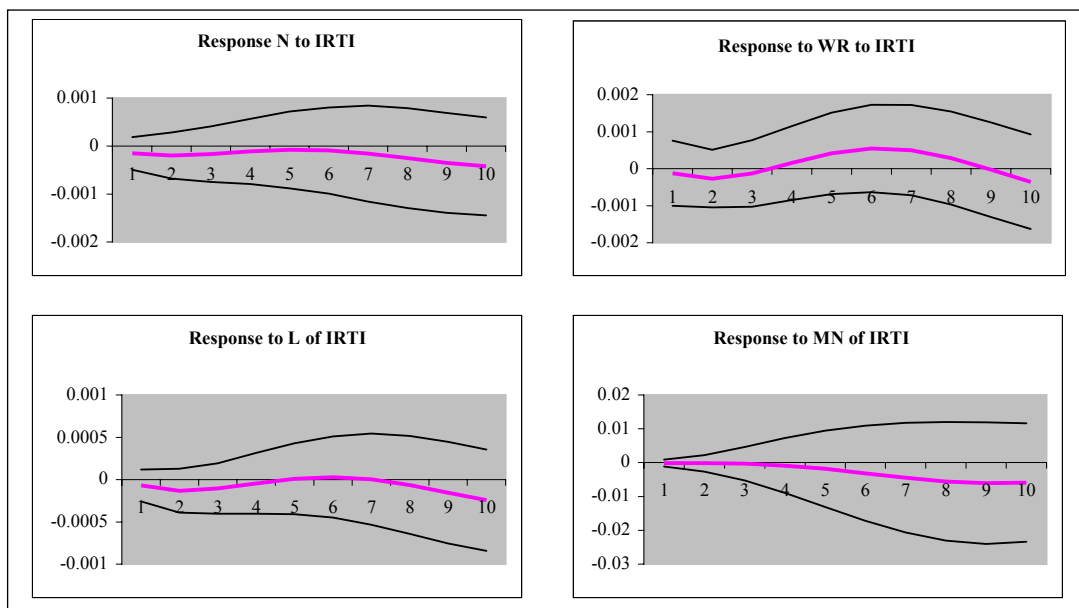 Response N to IRTI
0.001
0
-0.001
-0.002
1 2 3 4 5 6 7 8 9 10
Response to WR to IRTI
0.002
0.001
0
-0.001
-0.002
1 2 3 4 5 6 7 8 9 10
Response to L of IRTI
0.001
0.0005
0
-0.0005
-0.001
1 2 3 4 5 6 7 8 9 10
Response to MN of IRTI
0.02
0.01
0
-0.01
-0.02
-0.03
1 2 3 4 5 6 7 8 9 10